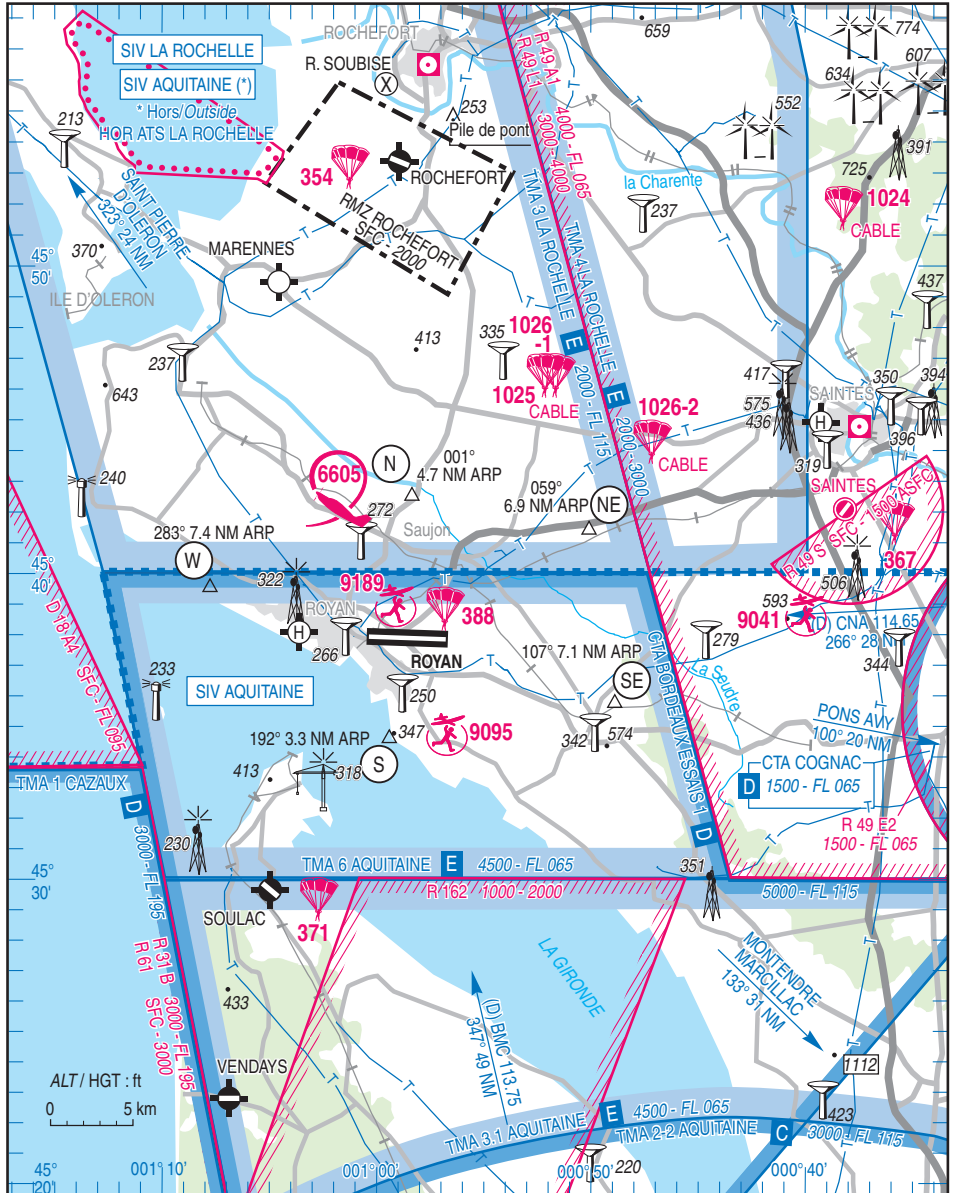 SIV LA ROCHELLE
SIV AQUITAINE (*)
* Hors/Outside
HOR ATS LA ROCHELLE
213
SAINT PIERRE
D'OLERON
323° 24 NM
ROCHEFORT
R. SOUBISE
X
253
Pile de pont
354
ROCHEFORT
RMZ ROCHEFORT
SFC - 2000
659
R 49 A1
4000 - FL 065
R 49 L1
3000 - 4000
TMA 3 LA ROCHELLE
E
2000 - FL 115
TMA 4 LA ROCHELLE
E
2000 - 3000
774
607
634
552
391
725
1024
CABLE
la Charente
237
45°
50'
370
ILE D'OLERON
MARENNES
437
237
413
335
1026
-1
1025
CABLE
1026-2
CABLE
643
417
575
436
350
394
SAINTES
H
396
319
SAINTES
240
6605
N
001°
4.7 NM ARP
272
Saujon
059°
6.9 NM ARP
NE
R 49 S SFC - 1500 ASFC
367
506
283° 7.4 NM ARP
W
45°
40'
322
9189
388
ROYAN
H
266
ROYAN
593
9041
(D) CNA 114.65
266° 28 N
344
D 18 A4 SFC - FL 095
233
SIV AQUITAINE
250
107° 7.1 NM ARP
SE
279
La Seudre
CTA BORDEAUX ESSAIS 1
D
347
9095
342
574
192° 3.3 NM ARP
S
413
318
PONS AVY
100° 20 NM
CTA COGNAC
D 1500 - FL 065
R 49 E2
1500 - FL 065
TMA 1 CAZAUX
D
3000 - FL 195
230
45°
30'
TMA 6 AQUITAINE E 4500 - FL 065
R 162 1000 - 2000
351
5000 - FL 115
SOULAC
371
R 31 B 3000 - FL 195
R 61 SFC - 3000
433
LA GIRONDE
MONTENDRE
MARCILLAC
133° 31 NM
(D) BMC 113.75
347° 49 NM
1112
VENDAYS
ALT / HGT : ft
0 5 km
423
TMA 3.1 AQUITAINE E 4500 - FL 065
TMA 2-2 AQUITAINE C 3000 - FL 115
220
45°
20'
001° 10'
001° 00'
000° 50'
000° 40'